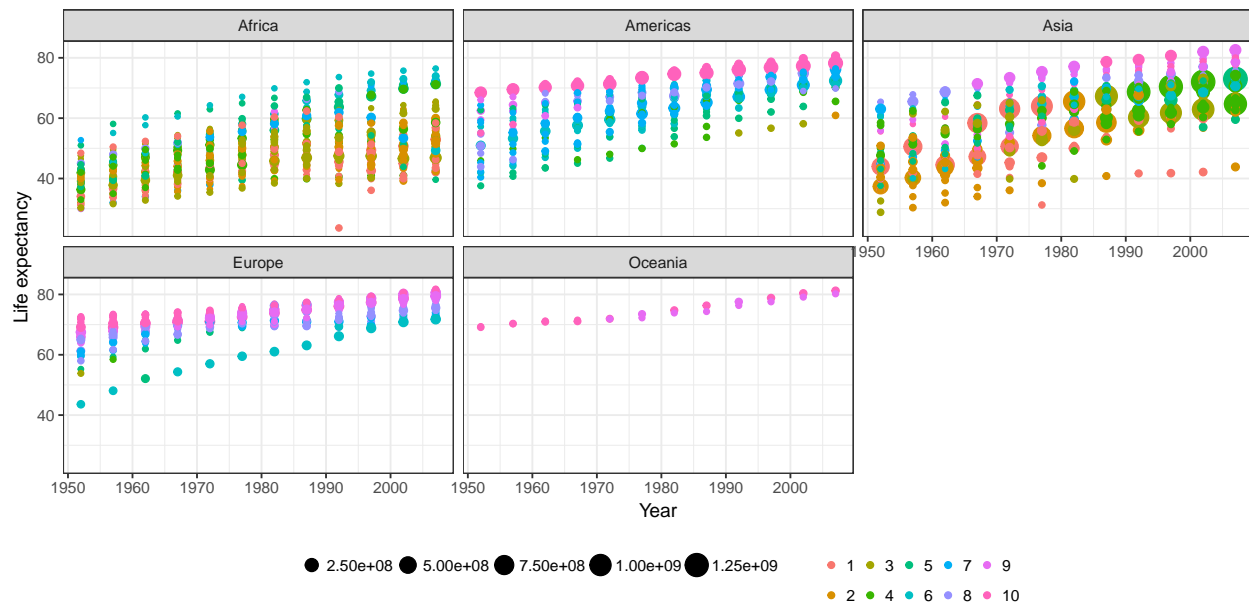 Africa Americas Asia
80
60
40
1950 1960 1970 1980 1990 2000
Europe Oceania
80
60
40
1950 1960 1970 1980 1990 2000 1950 1960 1970 1980 1990 2000
Life expectancy
Year
2.50e+08 5.00e+08 7.50e+08 1.00e+09 1.25e+09
1 3 5 7 9
2 4 6 8 10